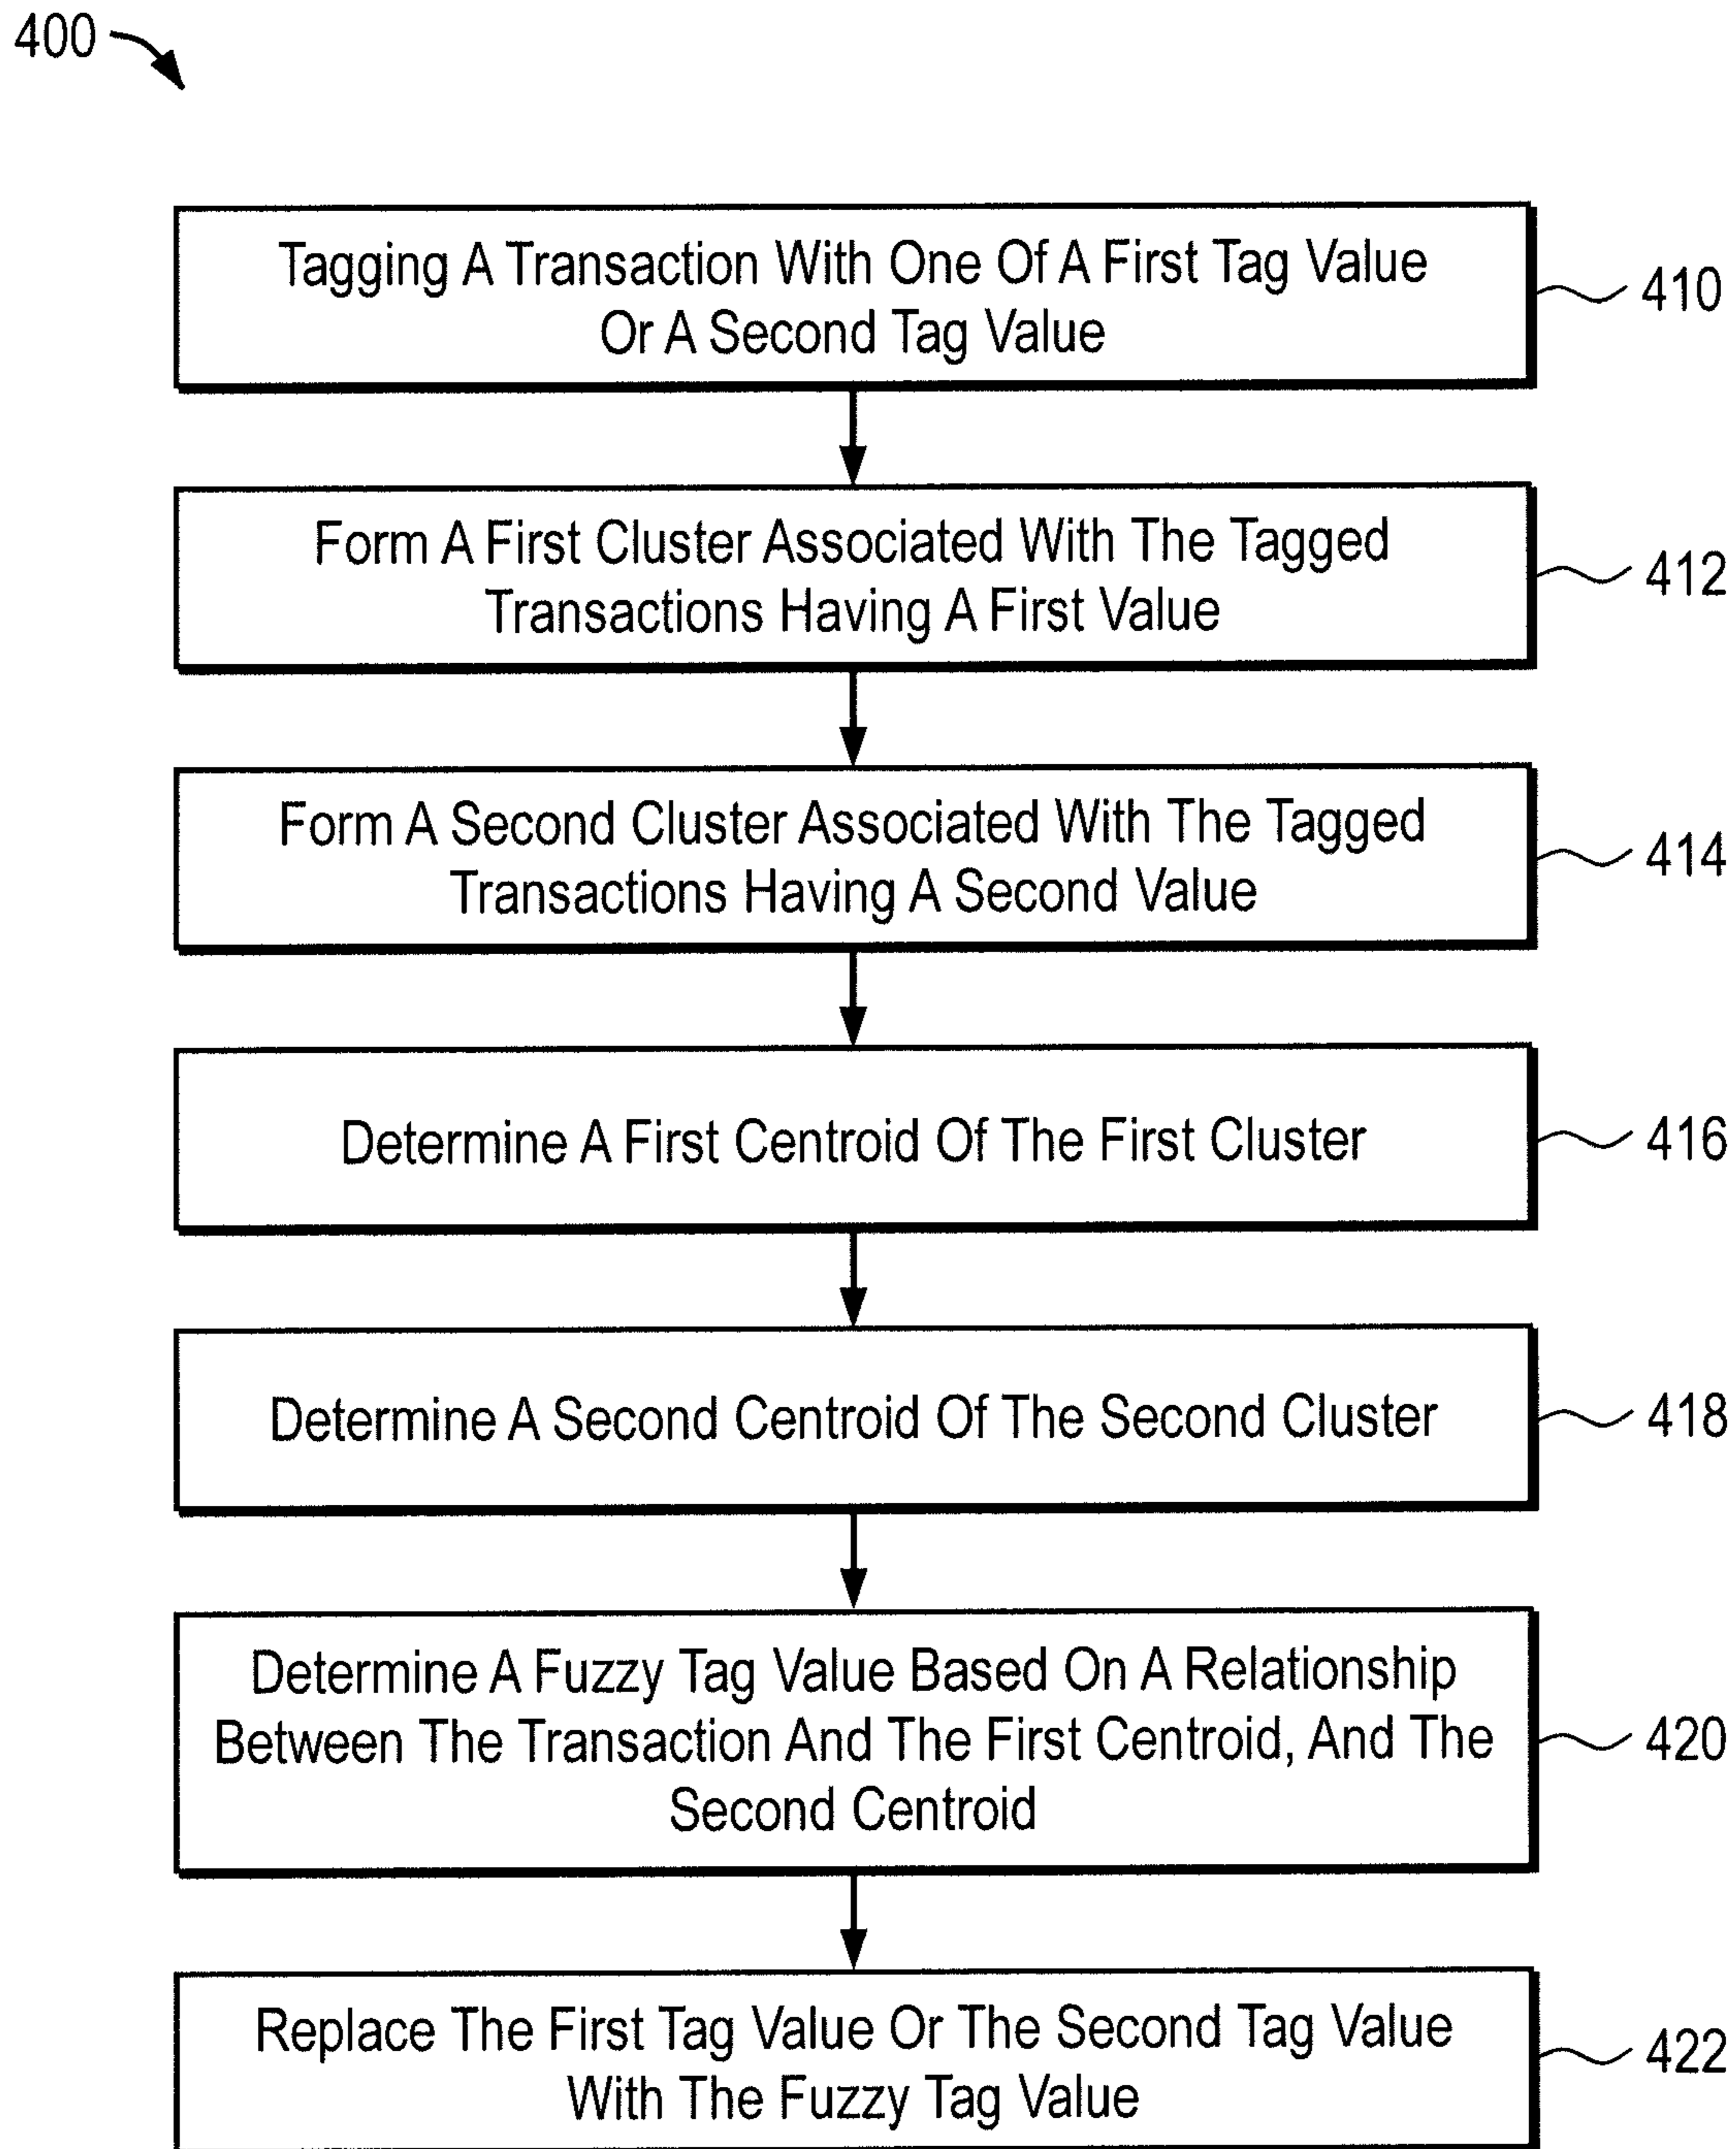 400
Tagging A Transaction With One Of A First Tag Value
Or A Second Tag Value
410
Form A First Cluster Associated With The Tagged
Transactions Having A First Value
412
Form A Second Cluster Associated With The Tagged
Transactions Having A Second Value
414
Determine A First Centroid Of The First Cluster
416
Determine A Second Centroid Of The Second Cluster
418
Determine A Fuzzy Tag Value Based On A Relationship
Between The Transaction And The First Centroid, And The
Second Centroid
420
Replace The First Tag Value Or The Second Tag Value
With The Fuzzy Tag Value
422